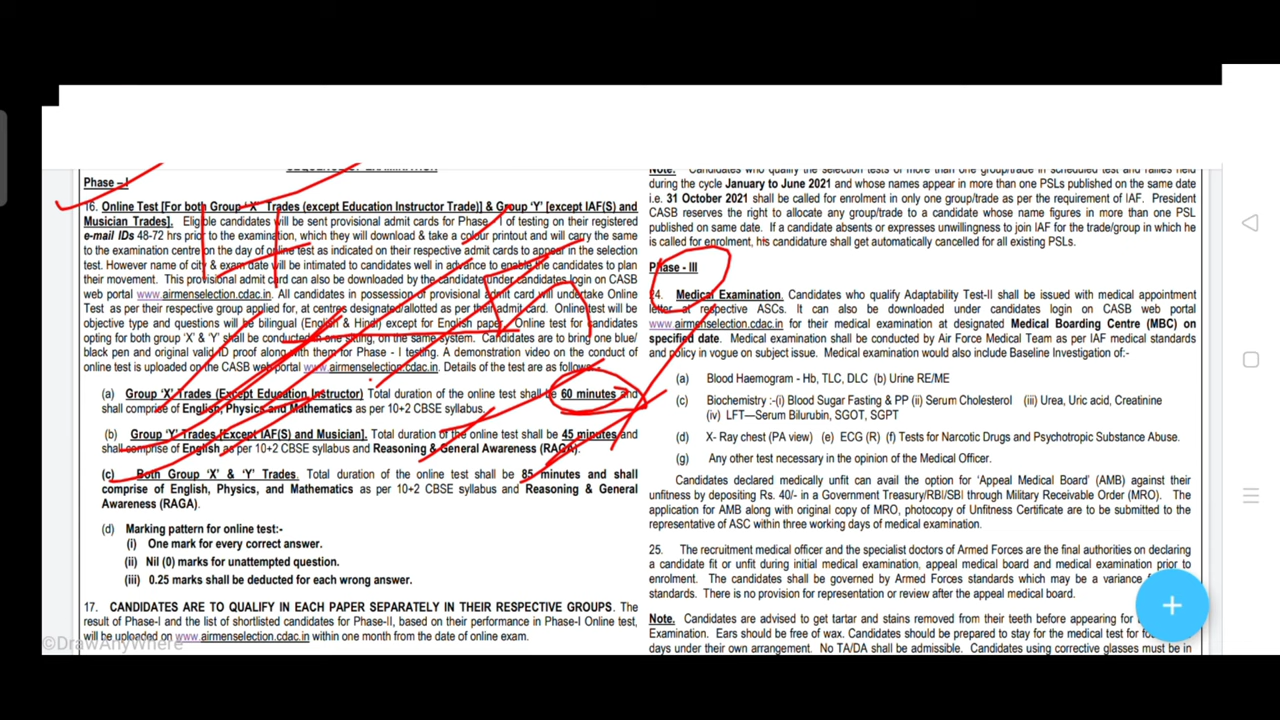 Phase – I
16. Online Test [For both Group ‘X’ Trades (except Education Instructor Trade)] & Group ‘Y’ [except IAF(S) and
Musician Trades]. Eligible candidates will be sent provisional admit cards for Phase - I of testing on their registered
e-mail IDs 48-72 hrs prior to the examination, which they will download & take a colour printout and will carry the same
to the examination centre on the day of online test as indicated on their respective admit cards to appear in the selection
test. However name of city & exam date will be intimated to candidates well in advance to enable the candidates to plan
their movement. This provisional admit card can also be downloaded by the candidate under candidates login on CASB
web portal www.airmenselection.cdac.in. All candidates in possession of provisional admit card will undertake Online
Test as per their respective group applied for, at centres designated/allotted as per their admit card. Online test will be
objective type and questions will be bilingual (English & Hindi) except for English paper. Online test for candidates
opting for both group ‘X’ & ‘Y’ shall be conducted in one sitting, on the same system. Candidates are to bring one blue/
black pen and original valid ID proof along with them for Phase - I testing. A demonstration video on the conduct of
online test is uploaded on the CASB web portal www.airmenselection.cdac.in. Details of the test are as follows:-
(a) Group ‘X’ Trades (Except Education Instructor) Total duration of the online test shall be 60 minutes and
shall comprise of English, Physics and Mathematics as per 10+2 CBSE syllabus.
(b) Group ‘Y’ Trades [Except IAF(S) and Musician]. Total duration of the online test shall be 45 minutes and
shall comprise of English as per 10+2 CBSE syllabus and Reasoning & General Awareness (RAGA).
(c) Both Group ‘X’ & ‘Y’ Trades. Total duration of the online test shall be 85 minutes and shall
comprise of English, Physics, and Mathematics as per 10+2 CBSE syllabus and Reasoning & General
Awareness (RAGA).
(d) Marking pattern for online test:-
(i) One mark for every correct answer.
(ii) Nil (0) marks for unattempted question.
(iii) 0.25 marks shall be deducted for each wrong answer.
17. CANDIDATES ARE TO QUALIFY IN EACH PAPER SEPARATELY IN THEIR RESPECTIVE GROUPS. The
result of Phase-I and the list of shortlisted candidates for Phase-II, based on their performance in Phase-I Online test,
will be uploaded on www.airmenselection.cdac.in within one month from the date of online exam.
©DrawAnyWhere
Note. Candidates who qualify the selection tests of more than one group/trade in scheduled test and rallies held
during the cycle January to June 2021 and whose names appear in more than one PSLs published on the same date
i.e. 31 October 2021 shall be called for enrolment in only one group/trade as per the requirement of IAF. President
CASB reserves the right to allocate any group/trade to a candidate whose name figures in more than one PSL
published on same date. If a candidate absents or expresses unwillingness to join IAF for the trade/group in which he
is called for enrolment, his candidature shall get automatically cancelled for all existing PSLs.
Phase - III
24. Medical Examination. Candidates who qualify Adaptability Test-II shall be issued with medical appointment
letter at respective ASCs. It can also be downloaded under candidates login on CASB web portal
www.airmenselection.cdac.in for their medical examination at designated Medical Boarding Centre (MBC) on
specified date. Medical examination shall be conducted by Air Force Medical Team as per IAF medical standards
and policy in vogue on subject issue. Medical examination would also include Baseline Investigation of:-
(a) Blood Haemogram - Hb, TLC, DLC (b) Urine RE/ME
(c) Biochemistry :-(i) Blood Sugar Fasting & PP (ii) Serum Cholesterol (iii) Urea, Uric acid, Creatinine
(iv) LFT—Serum Bilurubin, SGOT, SGPT
(d) X- Ray chest (PA view) (e) ECG (R) (f) Tests for Narcotic Drugs and Psychotropic Substance Abuse.
(g) Any other test necessary in the opinion of the Medical Officer.
Candidates declared medically unfit can avail the option for ‘Appeal Medical Board’ (AMB) against their
unfitness by depositing Rs. 40/- in a Government Treasury/RBI/SBI through Military Receivable Order (MRO). The
application for AMB along with original copy of MRO, photocopy of Unfitness Certificate are to be submitted to the
representative of ASC within three working days of medical examination.
25. The recruitment medical officer and the specialist doctors of Armed Forces are the final authorities on declaring
a candidate fit or unfit during initial medical examination, appeal medical board and medical examination prior to
enrolment. The candidates shall be governed by Armed Forces standards which may be a variance
standards. There is no provision for representation or review after the appeal medical board.
Note. Candidates are advised to get tartar and stains removed from their teeth before appearing for
Examination. Ears should be free of wax. Candidates should be prepared to stay for the medical test for
days under their own arrangement. No TA/DA shall be admissible. Candidates using corrective glasses must be in